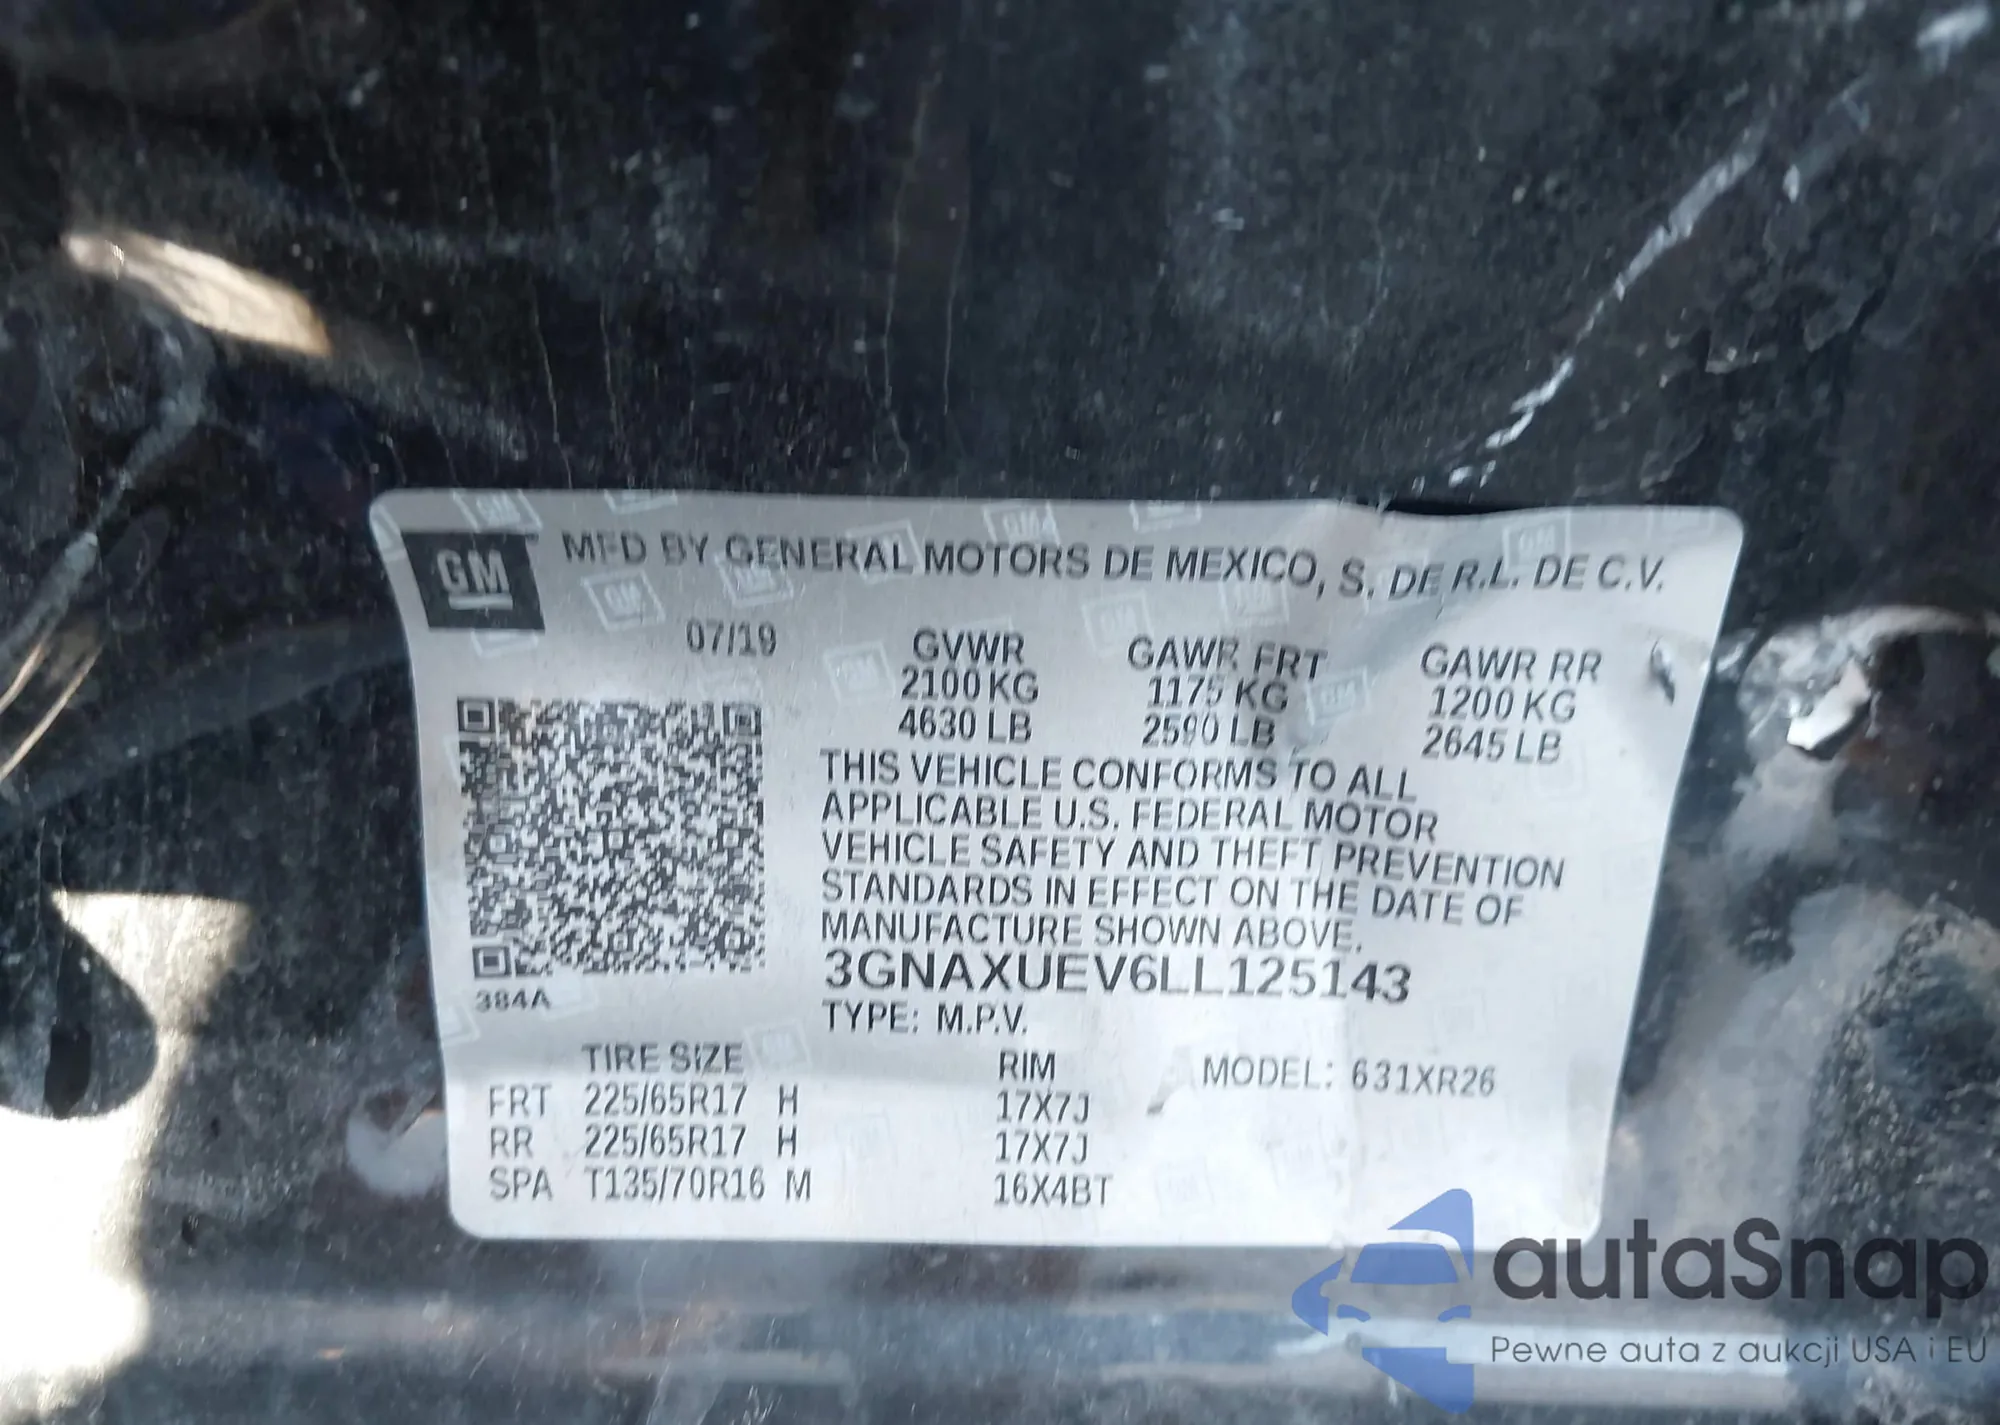 GM
MFD BY GENERAL MOTORS DE MEXICO, S. DE R.L. DE C.V.
07/19
GVWR GAWR FRT GAWR RR
2100 KG 1175 KG 1200 KG
4630 LB 2590 LB 2645 LB
THIS VEHICLE CONFORMS TO ALL
APPLICABLE U.S. FEDERAL MOTOR
VEHICLE SAFETY AND THEFT PREVENTION
STANDARDS IN EFFECT ON THE DATE OF
MANUFACTURE SHOWN ABOVE.
3GNAXUEV6LL125143
384A
TYPE: M.P.V.
TIRE SIZE RIM MODEL: 631XR26
FRT 225/65R17 H 17X7J
RR 225/65R17 H 17X7J
SPA T135/70R16 M 16X4BT
autaSnap
Pewne auta z aukcji USA i EU